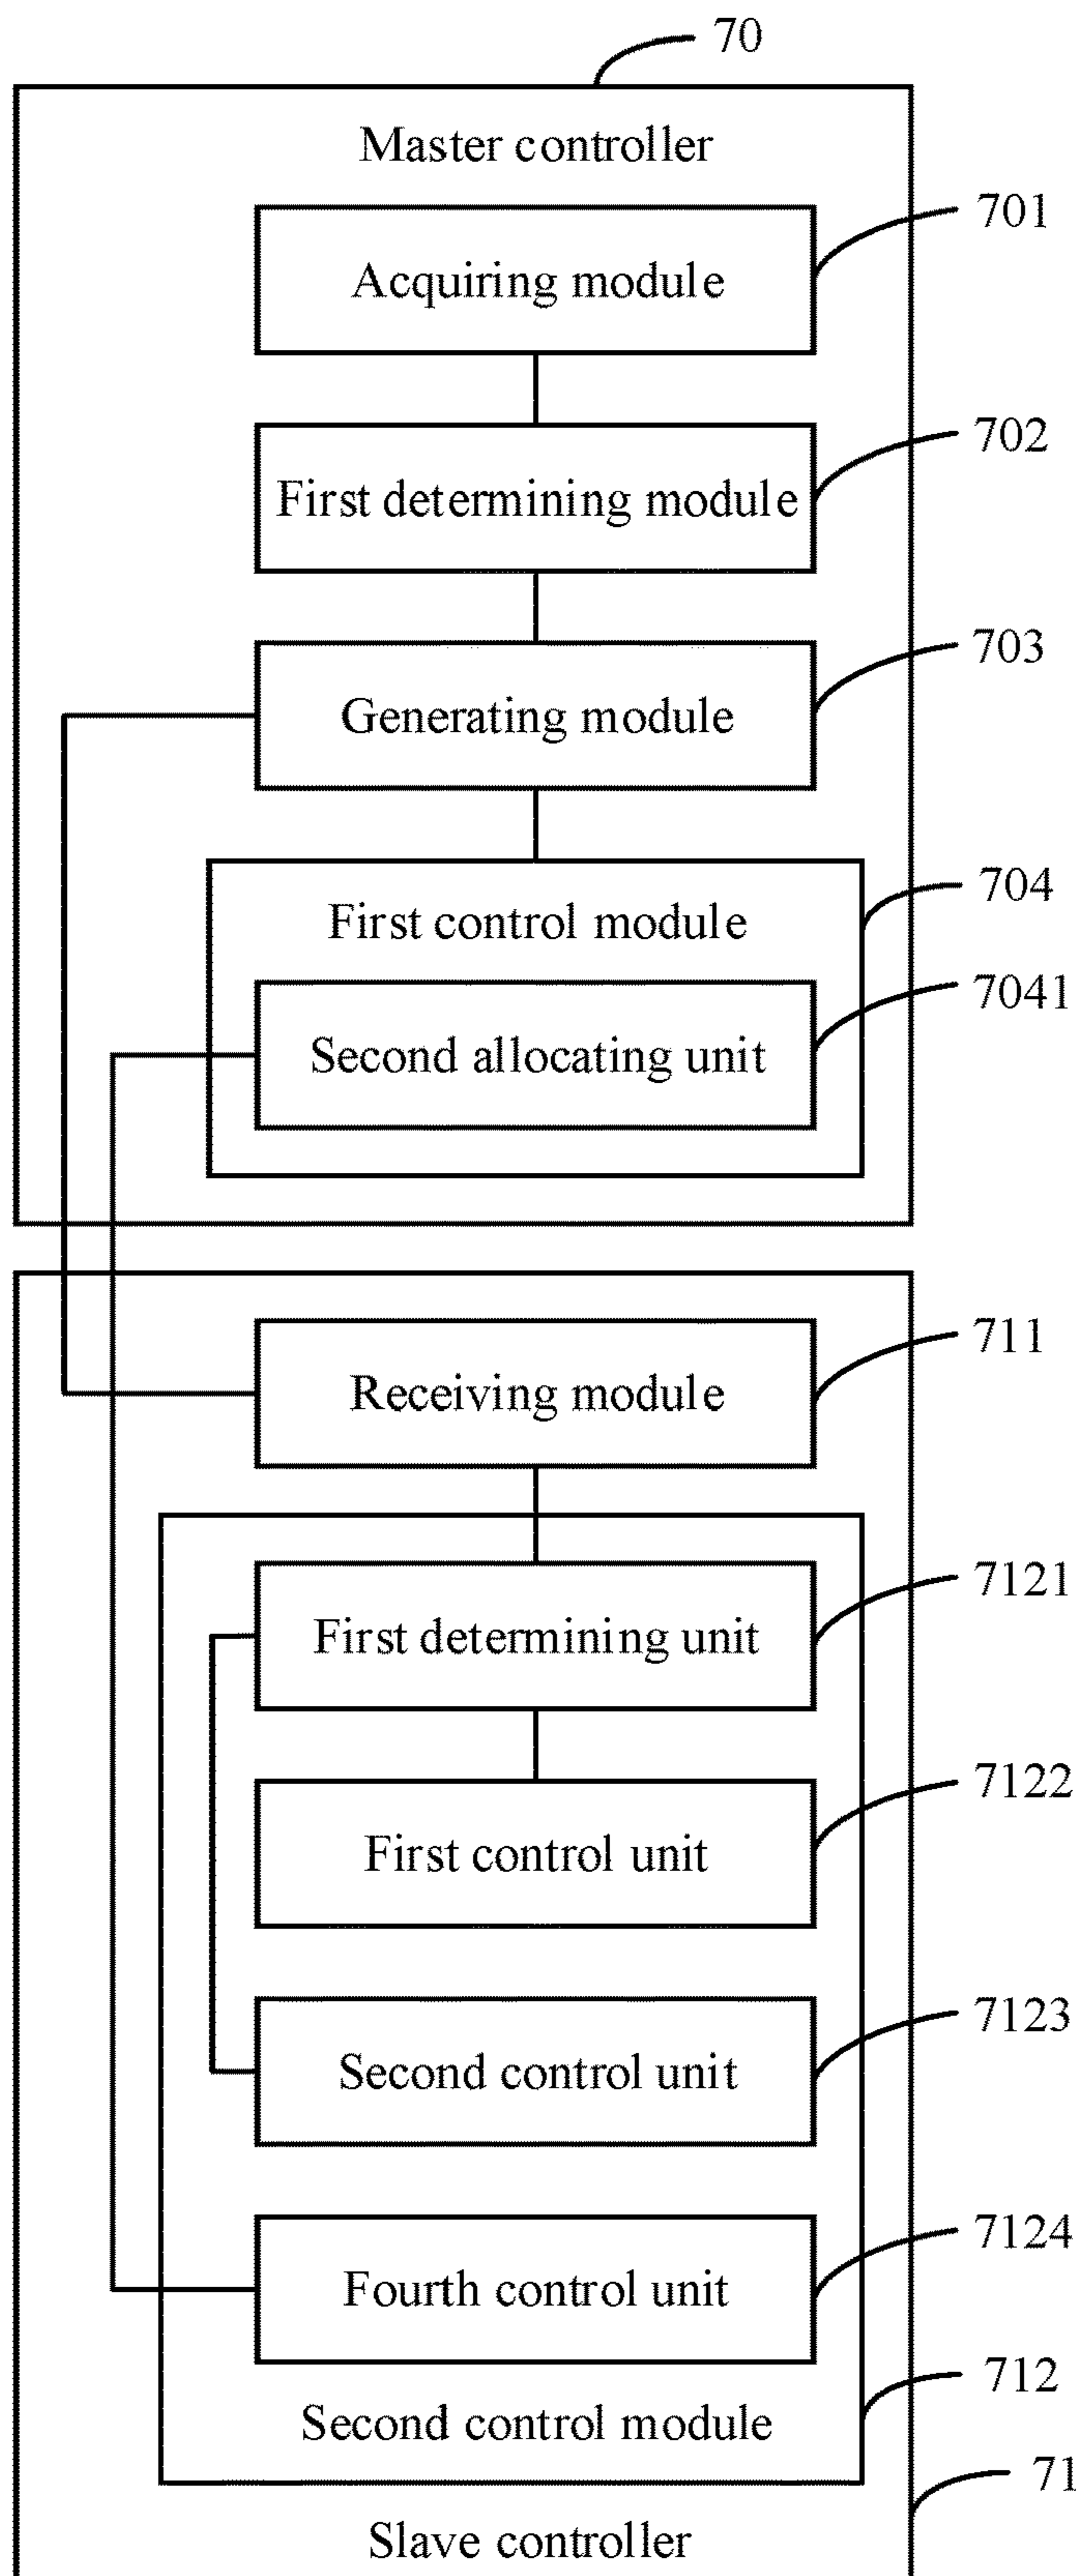 70
Master controller
701
Acquiring module
702
First determining module
703
Generating module
704
First control module
7041
Second allocating unit
711
Receiving module
7121
First determining unit
7122
First control unit
7123
Second control unit
7124
Fourth control unit
712
Second control module
71
Slave controller